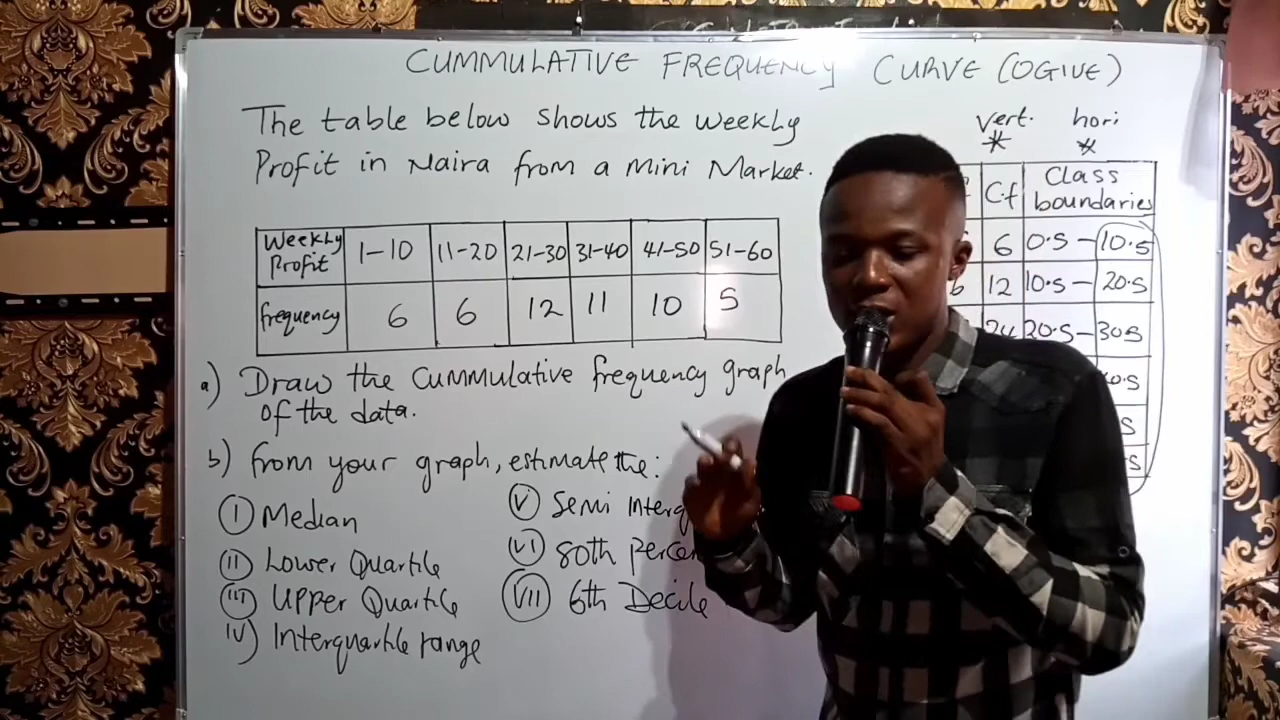 CUMMULATIVE FREQUENCY CURVE (OGIVE)
The table below shows the weekly
Profit in Naira from a Mini Market.
Weekly Profit 1-10 11-20 21-30 31-40 41-50 51-60
frequency 6 6 12 11 10 5
a) Draw the Cummulative frequency graph
of the data.
b) from your graph, estimate the:
I Median
II Lower Quartile
III Upper Quartile
IV) Interquartile range
V Semi
VI 80th
VII 6th Decile
vert. hori
* *
C.f Class boundaries
6 0.5 - 10.5
12 10.5 - 20.5
24 20.5 - 30.5